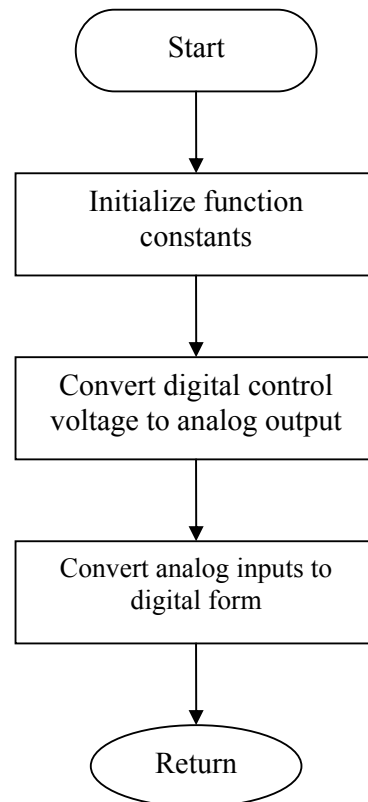 Start
Initialize function
constants
Convert digital control
voltage to analog output
Convert analog inputs to
digital form
Return